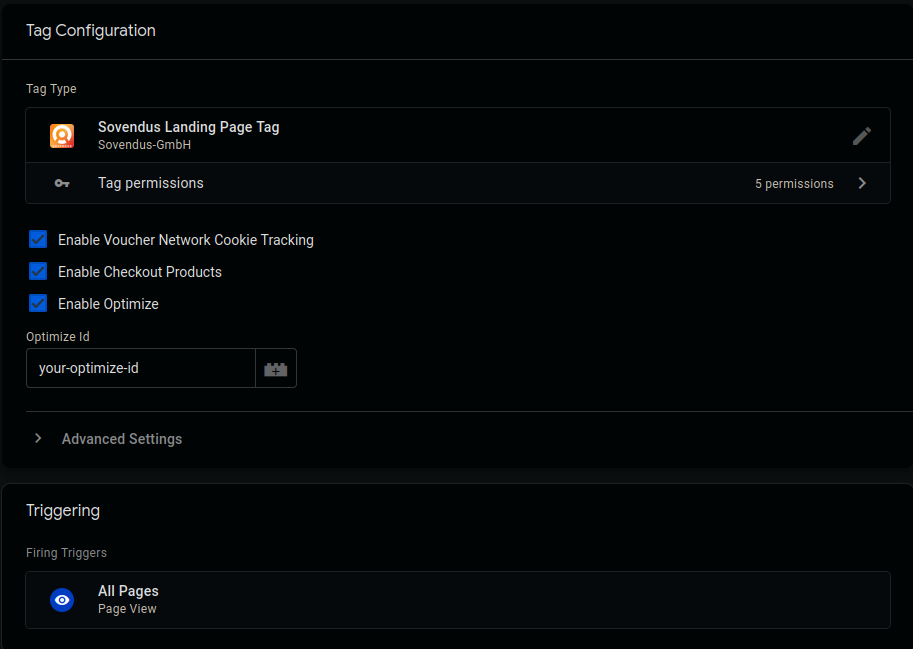 Tag Configuration
Tag Type
Sovendus Landing Page Tag
Sovendus-GmbH
Tag permissions
5 permissions
Enable Voucher Network Cookie Tracking
Enable Checkout Products
Enable Optimize
Optimize Id
your-optimize-id
Advanced Settings
Triggering
Firing Triggers
All Pages
Page View